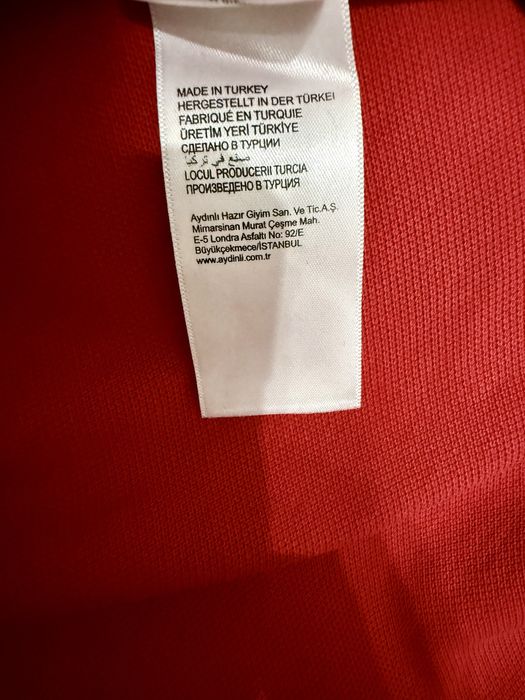 MADE IN TURKEY
HERGESTELLT IN DER TÜRKEI
FABRIQUÉ EN TURQUIE
ÜRETİM YERİ TÜRKİYE
СДЕЛАНО В ТУРЦИИ
صنع في تركيا
LOCUL PRODUCERII TURCIA
ПРОИЗВЕДЕНО В ТУРЦИЯ
Aydınlı Hazır Giyim San. Ve Tic.A.Ş.
Mimarsinan Murat Çeşme Mah.
E-5 Londra Asfaltı No: 92/E
Büyükçekmece/İSTANBUL
www.aydinli.com.tr